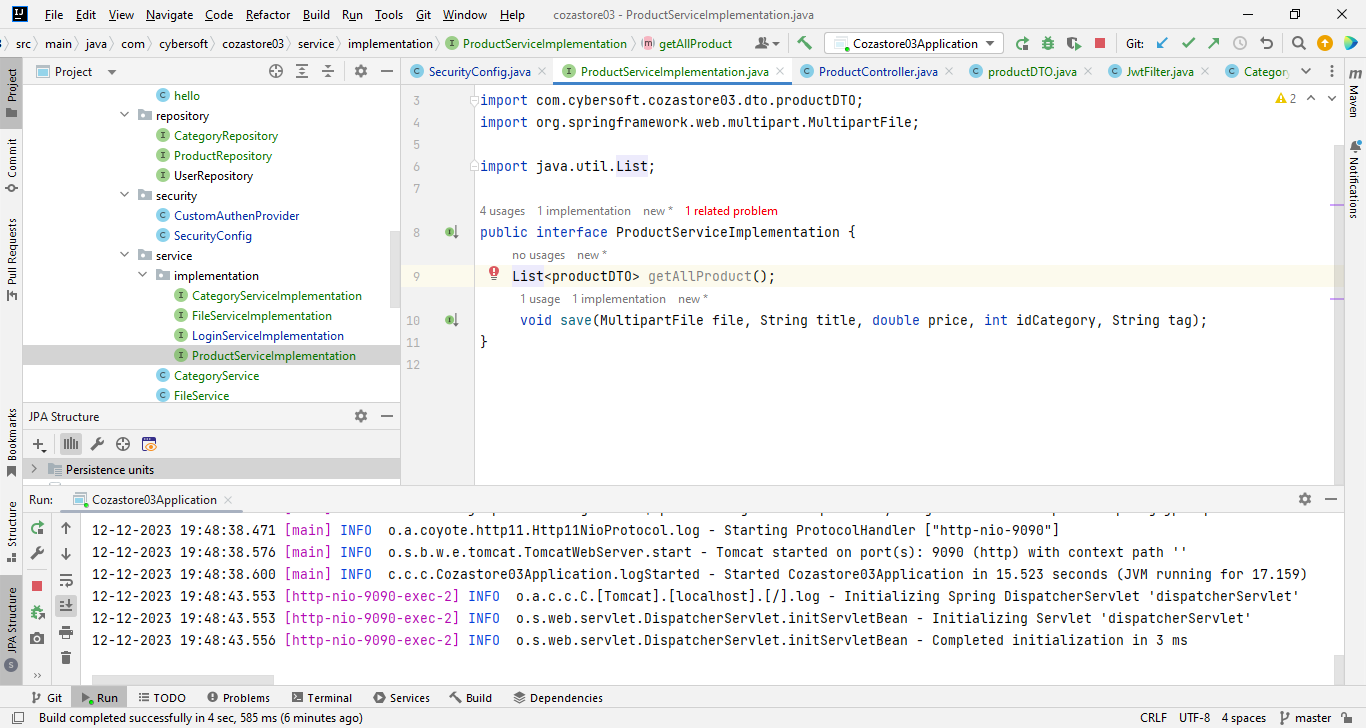 File Edit View Navigate Code Refactor Build Run Tools Git Window Help cozastore03 - ProductServiceImplementation.java
src main java com cybersoft cozastore03 service implementation ProductServiceImplementation getAllProduct Cozastore03Application Git:
Project
SecurityConfig.java ProductServiceImplementation.java ProductController.java productDTO.java JwtFilter.java Categor
Project
Commit
Pull Requests
Bookmarks
Structure
JPA Structure
hello
repository
CategoryRepository
ProductRepository
UserRepository
security
CustomAuthenProvider
SecurityConfig
service
implementation
CategoryServiceImplementation
FileServiceImplementation
LoginServiceImplementation
ProductServiceImplementation
CategoryService
FileService
JPA Structure
Persistence units
3 import com.cybersoft.cozastore03.dto.productDTO;
2
4 import org.springframework.web.multipart.MultipartFile;
5
6 import java.util.List;
7
4 usages 1 implementation new * 1 related problem
8 public interface ProductServiceImplementation {
no usages new *
9 List<productDTO> getAllProduct();
1 usage 1 implementation new *
10 void save(MultipartFile file, String title, double price, int idCategory, String tag);
11 }
12
Maven
Notifications
Run: Cozastore03Application
12-12-2023 19:48:38.471 [main] INFO o.a.coyote.http11.Http11NioProtocol.log - Starting ProtocolHandler ["http-nio-9090"]
12-12-2023 19:48:38.576 [main] INFO o.s.b.w.e.tomcat.TomcatWebServer.start - Tomcat started on port(s): 9090 (http) with context path ''
12-12-2023 19:48:38.600 [main] INFO c.c.c.Cozastore03Application.logStarted - Started Cozastore03Application in 15.523 seconds (JVM running for 17.159)
12-12-2023 19:48:43.553 [http-nio-9090-exec-2] INFO o.a.c.c.C.[Tomcat].[localhost].[/].log - Initializing Spring DispatcherServlet 'dispatcherServlet'
12-12-2023 19:48:43.553 [http-nio-9090-exec-2] INFO o.s.web.servlet.DispatcherServlet.initServletBean - Initializing Servlet 'dispatcherServlet'
12-12-2023 19:48:43.556 [http-nio-9090-exec-2] INFO o.s.web.servlet.DispatcherServlet.initServletBean - Completed initialization in 3 ms
Git Run TODO Problems Terminal Services Build Dependencies
Build completed successfully in 4 sec, 585 ms (6 minutes ago) CRLF UTF-8 4 spaces master